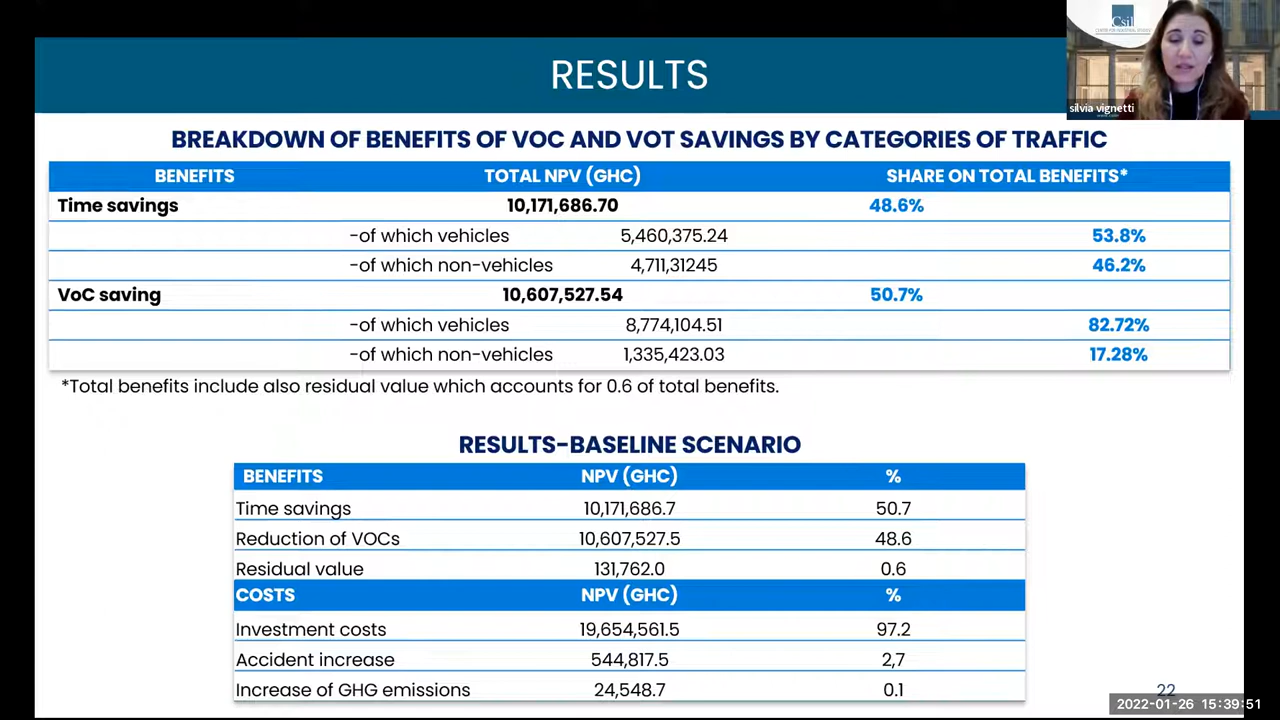 RESULTS
Csil
silvia vignetti
BREAKDOWN OF BENEFITS OF VOC AND VOT SAVINGS BY CATEGORIES OF TRAFFIC
BENEFITS TOTAL NPV (GHC) SHARE ON TOTAL BENEFITS*
Time savings 10,171,686.70 48.6%
-of which vehicles 5,460,375.24 53.8%
-of which non-vehicles 4,711,31245 46.2%
VoC saving 10,607,527.54 50.7%
-of which vehicles 8,774,104.51 82.72%
-of which non-vehicles 1,335,423.03 17.28%
*Total benefits include also residual value which accounts for 0.6 of total benefits.
RESULTS-BASELINE SCENARIO
BENEFITS NPV (GHC) %
Time savings 10,171,686.7 50.7
Reduction of VOCs 10,607,527.5 48.6
Residual value 131,762.0 0.6
COSTS NPV (GHC) %
Investment costs 19,654,561.5 97.2
Accident increase 544,817.5 2,7
Increase of GHG emissions 24,548.7 0.1
22
2022-01-26 15:39:51